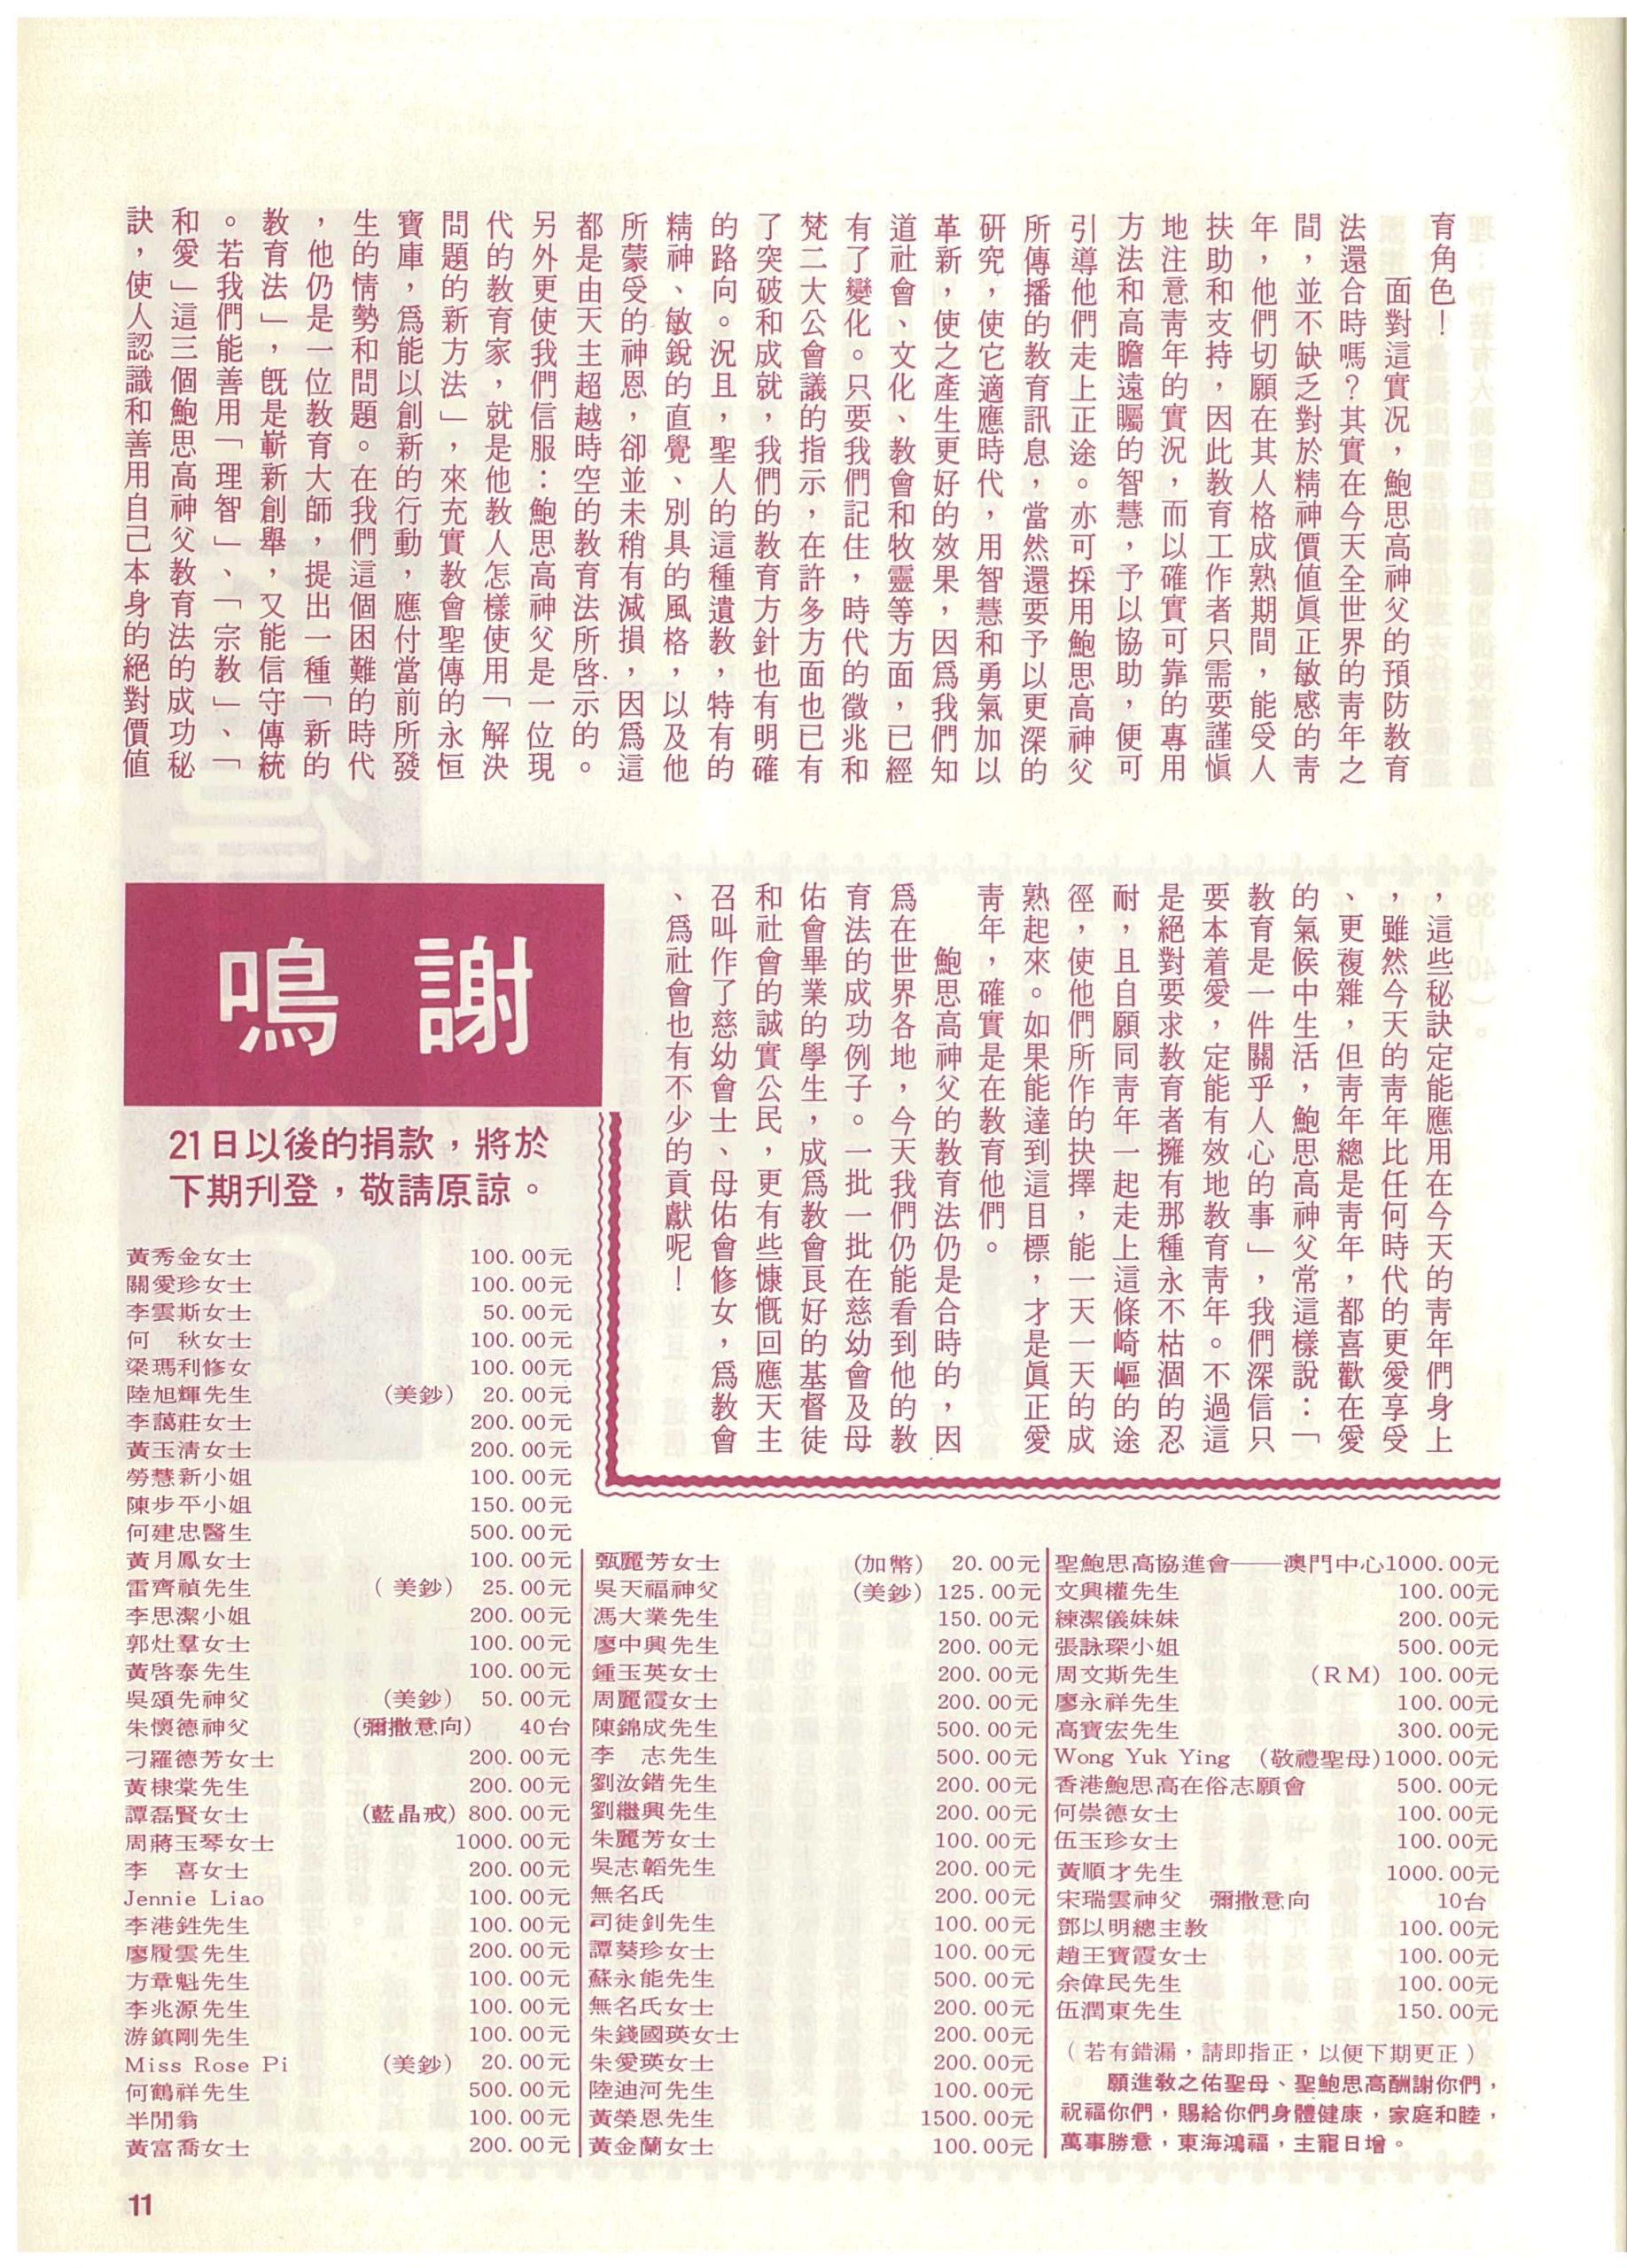 育角色！
面對這實況，鮑思高神父的預防教育
法還合時嗎？其實在今天全世界的青年之
間，並不缺乏對於精神價值眞正敏感的青
年，他們切願在其人格成熟期間，能受人
扶助和支持，因此教育工作者只需要謹慎
地注意青年的實況，而以確實可靠的專用
方法和高瞻遠矚的智慧，予以協助，便可
引導他們走上正途。亦可採用鮑思高神父
所傳播的教育訊息，當然還要予以更深的
研究，使它適應時代，用智慧和勇氣加以
革新，使之產生更好的效果，因爲我們知
道社會、文化、教會和牧靈等方面，已經
有了變化。只要我們記住，時代的徵兆和
梵二大公會議的指示，在許多方面也已有
了突破和成就，我們的教育方針也有明確
的路向。況且，聖人的這種遺教，特有的
精神、敏銳的直覺、別具的風格，以及他
所蒙受的神恩，卻並未稍有減損，因爲這
都是由天主超越時空的教育法所啓示的。
另外更使我們信服：鮑思高神父是一位現
代的教育家，就是他教人怎樣使用「解決
問題的新方法」，來充實教會聖傳的永恒
寶庫，爲能以創新的行動，應付當前所發
生的情勢和問題。在我們這個困難的時代
，他仍是一位教育大師，提出一種「新的
教育法」，旣是嶄新創舉，又能信守傳統
。若我們能善用「理智」、「宗教」、「
和愛」這三個鮑思高神父教育法的成功秘
訣，使人認識和善用自己本身的絕對價值
，這些秘訣定能應用在今天的青年們身上
，雖然今天的青年比任何時代的更愛享受
、更複雜，但青年總是青年，都喜歡在愛
的氣候中生活，鮑思高神父常這樣說：「
教育是一件關乎人心的事」，我們深信只
要本着愛，定能有效地教育青年。不過這
是絕對要求教育者擁有那種永不枯涸的忍
耐，且自願同青年一起走上這條崎嶇的途
徑，使他們所作的抉擇，能一天一天的成
熟起來。如果能達到這目標，才是眞正愛
青年，確實是在教育他們。
鮑思高神父的教育法仍是合時的，因
爲在世界各地，今天我們仍能看到他的教
育法的成功例子。一批一批在慈幼會及母
佑會畢業的學生，成爲教會良好的基督徒
和社會的誠實公民，更有些慷慨回應天主
召叫作了慈幼會士、母佑會修女，爲教會
、爲社會也有不少的貢獻呢！
鳴謝
21日以後的捐款，將於
下期刊登，敬請原諒。
黃秀金女士 100.00元
關愛珍女士 100.00元
李雲斯女士 50.00元
何　秋女士 100.00元
梁瑪利修女 100.00元
陸旭輝先生 (美鈔) 20.00元
李藹莊女士 200.00元
黃玉清女士 200.00元
勞慧新小姐 100.00元
陳步平小姐 150.00元
何建忠醫生 500.00元
黃月鳳女士 100.00元
雷齊禎先生 (美鈔) 25.00元
李思潔小姐 200.00元
郭灶羣女士 100.00元
黃啓泰先生 100.00元
吳頌先神父 (美鈔) 50.00元
朱懷德神父 (彌撒意向) 40台
刁羅德芳女士 200.00元
黃棣棠先生 200.00元
譚磊賢女士 (藍晶戒) 800.00元
周蔣玉琴女士 1000.00元
李　喜女士 200.00元
Jennie Liao 100.00元
李港鉎先生 100.00元
廖履雲先生 200.00元
方章魁先生 100.00元
李兆源先生 100.00元
游鎮剛先生 100.00元
Miss Rose Pi (美鈔) 20.00元
何鶴祥先生 500.00元
半閒翁 100.00元
黃富喬女士 200.00元
甄麗芳女士 (加幣) 20.00元
吳天福神父 (美鈔) 125.00元
馮大業先生 150.00元
廖中興先生 200.00元
鍾玉英女士 200.00元
周麗霞女士 200.00元
陳錦成先生 500.00元
李　志先生 500.00元
劉汝鍇先生 200.00元
劉繼興先生 200.00元
朱麗芳女士 100.00元
吳志韜先生 200.00元
無名氏 200.00元
司徒釗先生 100.00元
譚葵珍女士 100.00元
蘇永能先生 500.00元
無名氏女士 200.00元
朱錢國瑛女士 200.00元
朱愛瑛女士 200.00元
陸迪河先生 100.00元
黃榮恩先生 1500.00元
黃金蘭女士 100.00元
聖鮑思高協進會——澳門中心 1000.00元
文興權先生 100.00元
練潔儀妹妹 200.00元
張詠琛小姐 500.00元
周文斯先生 (RM) 100.00元
廖永祥先生 100.00元
高寶宏先生 300.00元
Wong Yuk Ying (敬禮聖母) 1000.00元
香港鮑思高在俗志願會 500.00元
何崇德女士 100.00元
伍玉珍女士 100.00元
黃順才先生 1000.00元
宋瑞雲神父 彌撒意向 10台
鄧以明總主教 100.00元
趙王寶霞女士 100.00元
余偉民先生 100.00元
伍潤東先生 150.00元
（若有錯漏，請即指正，以便下期更正）
願進教之佑聖母、聖鮑思高酬謝你們，
祝福你們，賜給你們身體健康，家庭和睦，
萬事勝意，東海鴻福，主寵日增。
11